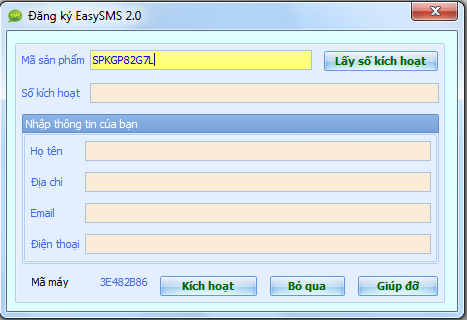 Đăng ký EasySMS 2.0
Mã sản phẩm SPKGP82G7L Lấy số kích hoạt
Số kích hoạt
Nhập thông tin của bạn
Họ tên
Địa chỉ
Email
Điện thoại
Mã máy 3E482B86 Kích hoạt Bỏ qua Giúp đỡ